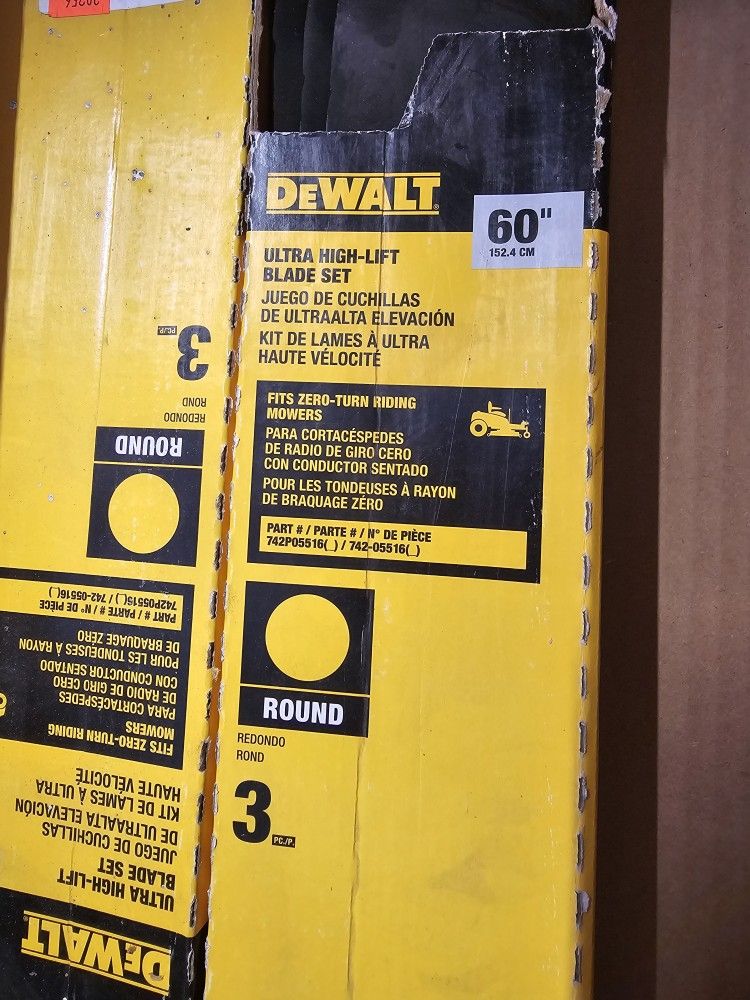 DEWALT
60"
152.4 CM
ULTRA HIGH-LIFT
BLADE SET
JUEGO DE CUCHILLAS
DE ULTRAALTA ELEVACIÓN
KIT DE LAMES À ULTRA
HAUTE VÉLOCITÉ
FITS ZERO-TURN RIDING
MOWERS
PARA CORTACÉSPEDES
DE RADIO DE GIRO CERO
CON CONDUCTOR SENTADO
POUR LES TONDEUSES À RAYON
DE BRAQUAGE ZÉRO
PART # / PARTE # / N° DE PIÈCE
742P05516(_) / 742-05516(_)
ROUND
REDONDO
ROND
3
PC./P.
DEWALT
ULTRA HIGH-LIFT
BLADE SET
JUEGO DE CUCHILLAS
DE ULTRAALTA ELEVACIÓN
KIT DE LAMES À ULTRA
HAUTE VÉLOCITÉ
FITS ZERO-TURN RIDING
MOWERS
PARA CORTACÉSPEDES
DE RADIO DE GIRO CERO
CON CONDUCTOR SENTADO
POUR LES TONDEUSES À RAYON
DE BRAQUAGE ZÉRO
PART # / PARTE # / N° DE PIÈCE
742P05516(_) / 742-05516(_)
ROUND
REDONDO
ROND
3
PC./P.